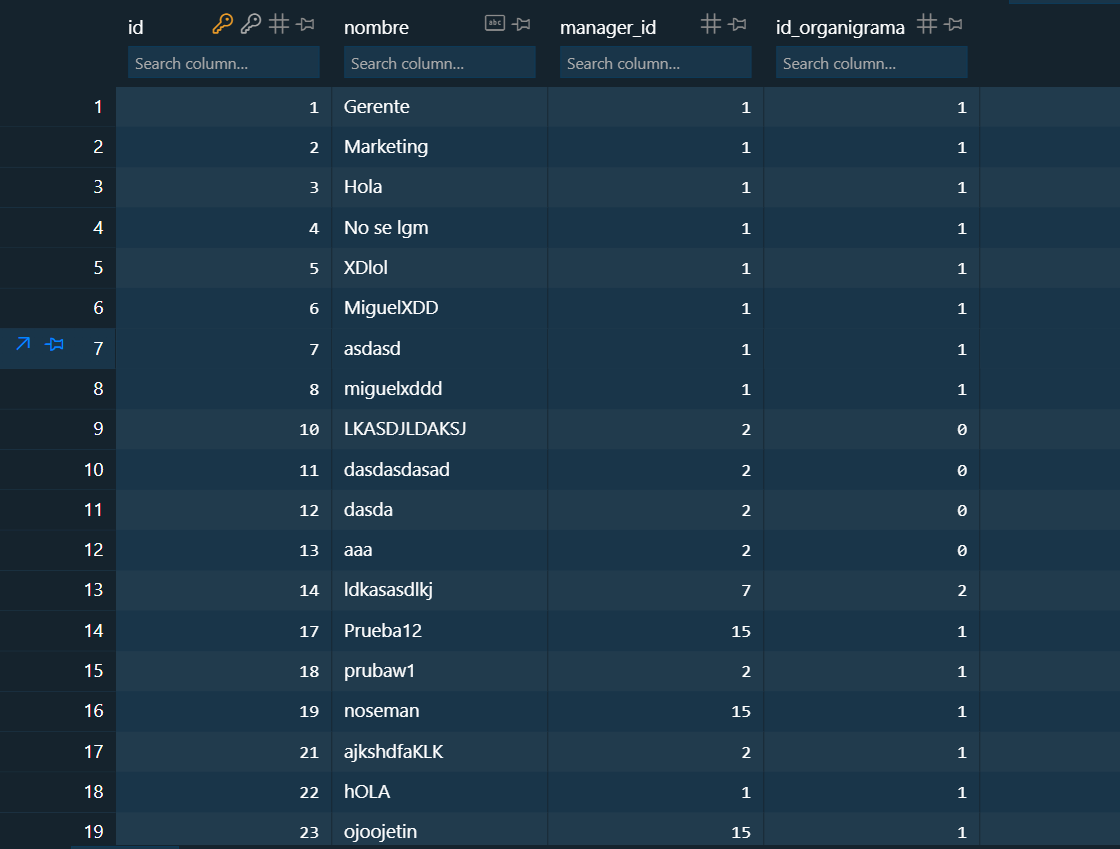 id abc nombre manager_id id_organigrama
Search column... Search column... Search column... Search column...
1 1 Gerente 1 1
2 2 Marketing 1 1
3 3 Hola 1 1
4 4 No se lgm 1 1
5 5 XDlol 1 1
6 6 MiguelXDD 1 1
7 7 asdasd 1 1
8 8 miguelxddd 1 1
9 10 LKASDJLDAKSJ 2 0
10 11 dasdasdasad 2 0
11 12 dasda 2 0
12 13 aaa 2 0
13 14 ldkasasdlkj 7 2
14 17 Prueba12 15 1
15 18 prubaw1 2 1
16 19 noseman 15 1
17 21 ajkshdfaKLK 2 1
18 22 hOLA 1 1
19 23 ojoojetin 15 1